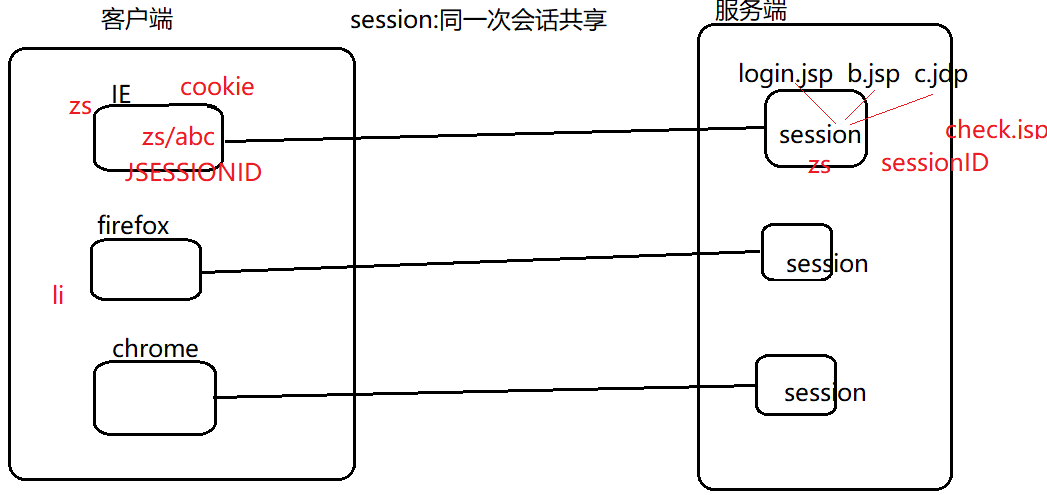 客户端
session:同一次会话共享
服务端
login.jsp b.jsp c.jdp
IE
cookie
zs
zs/abc
JSESSIONID
session
check.jsp
zs
sessionID
firefox
session
li
chrome
session